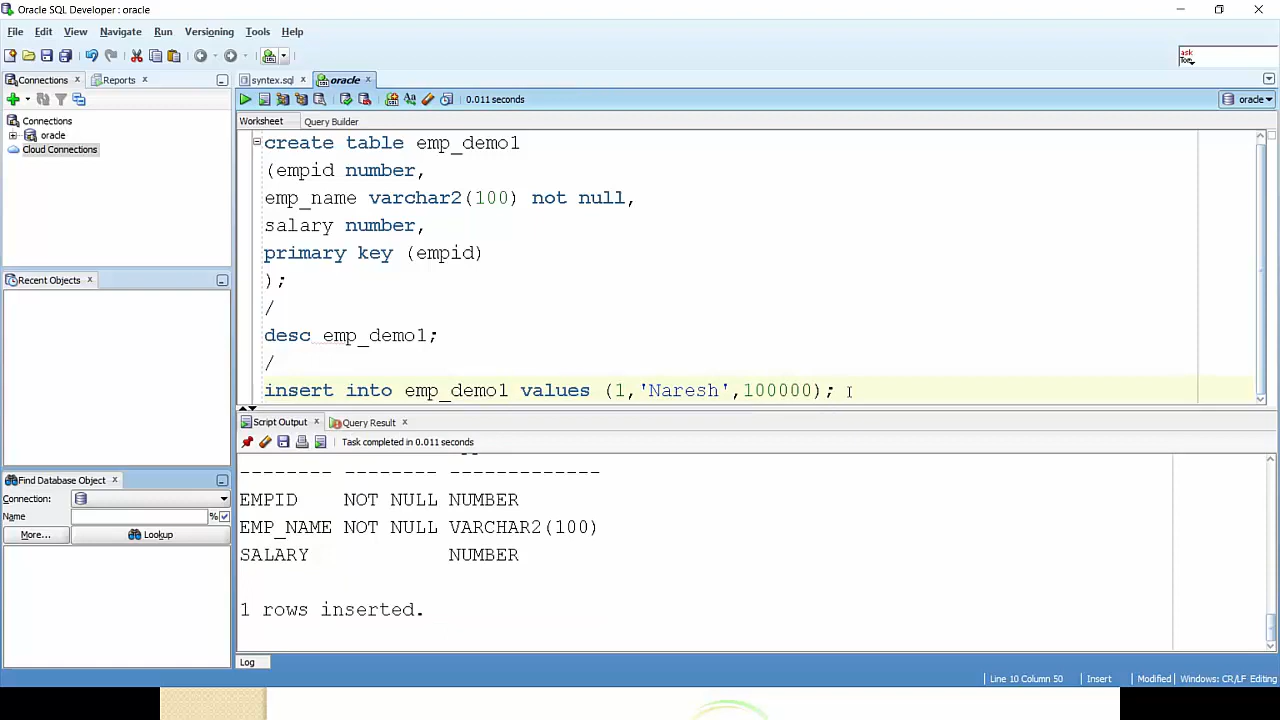 Oracle SQL Developer : oracle
File Edit View Navigate Run Versioning Tools Help
ask
Tom
Connections Reports syntex.sql oracle
0.011 seconds oracle
Worksheet Query Builder
Connections
oracle
Cloud Connections
create table emp_demo1
(empid number,
emp_name varchar2(100) not null,
salary number,
primary key (empid)
);
/
desc emp_demo1;
/
insert into emp_demo1 values (1,'Naresh',100000);
Recent Objects
Script Output Query Result
Task completed in 0.011 seconds
-------- -------- -------------
EMPID NOT NULL NUMBER
EMP_NAME NOT NULL VARCHAR2(100)
SALARY NUMBER
1 rows inserted.
Find Database Object
Connection:
Name %
More... Lookup
Log
Line 10 Column 50 Insert Modified Windows: CR/LF Editing